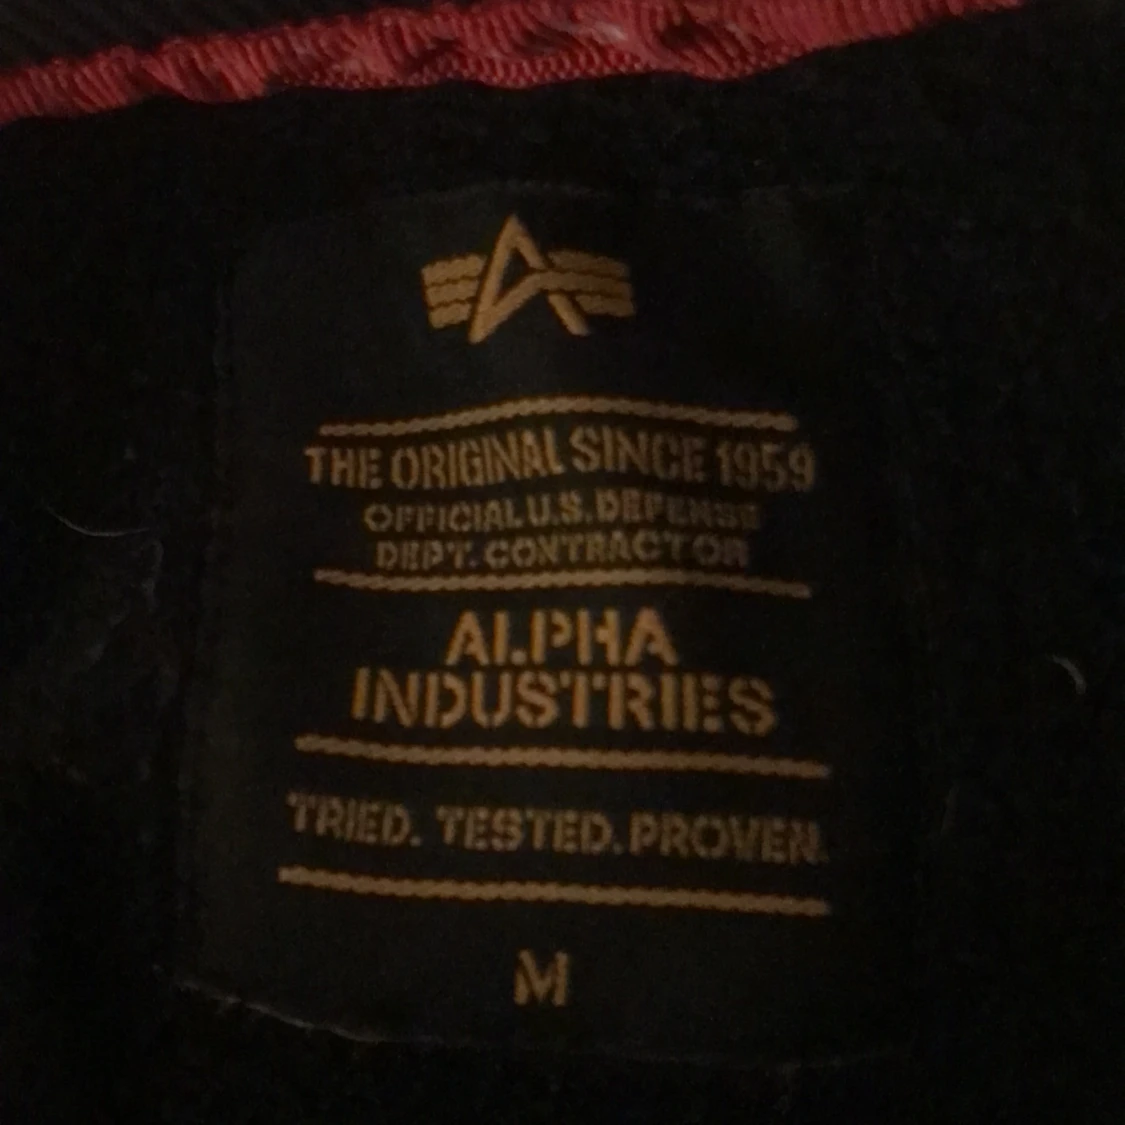 THE ORIGINAL SINCE 1959
OFFICIAL U.S. DEFENSE
DEPT. CONTRACTOR
ALPHA
INDUSTRIES
TRIED. TESTED. PROVEN.
M